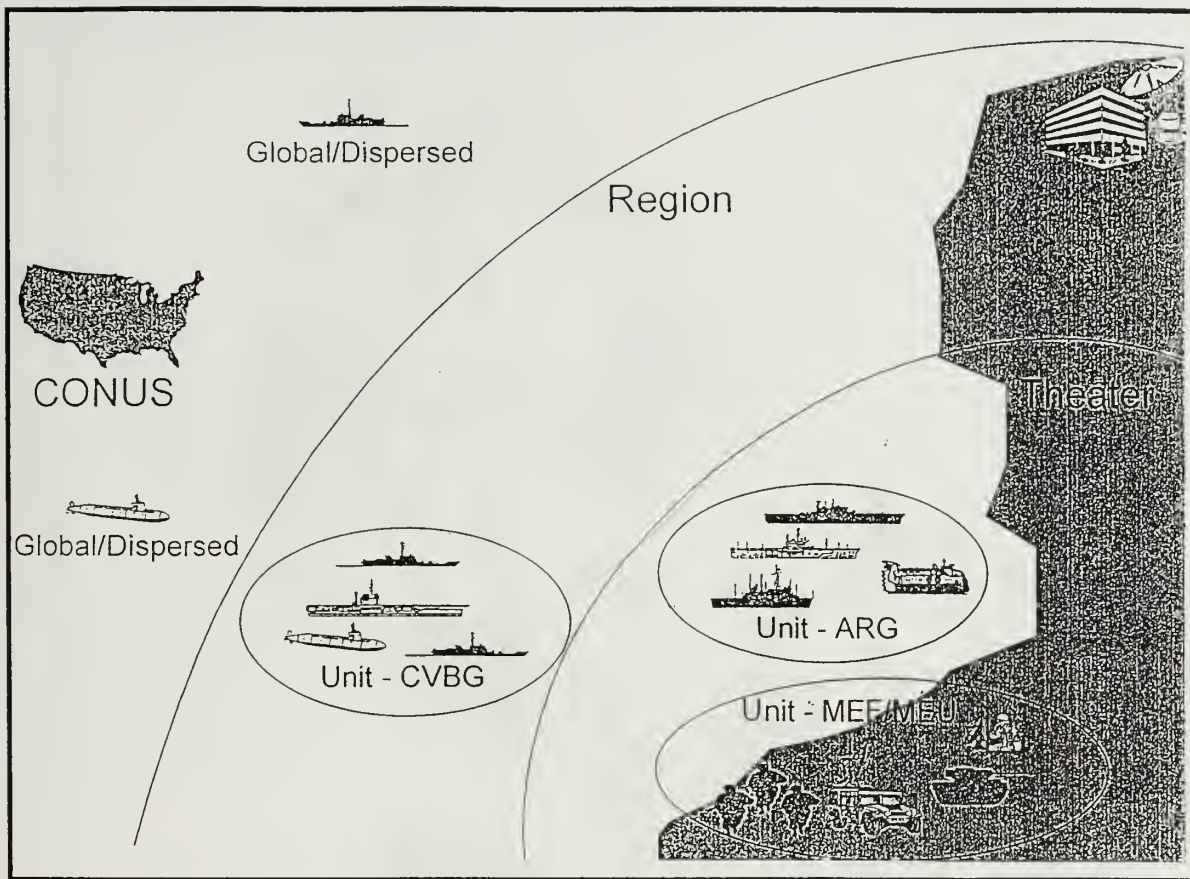 Global/Dispersed
Region
CONUS
Theater
Global/Dispersed
Unit - CVBG
Unit - ARG
Unit - MEF/MEU